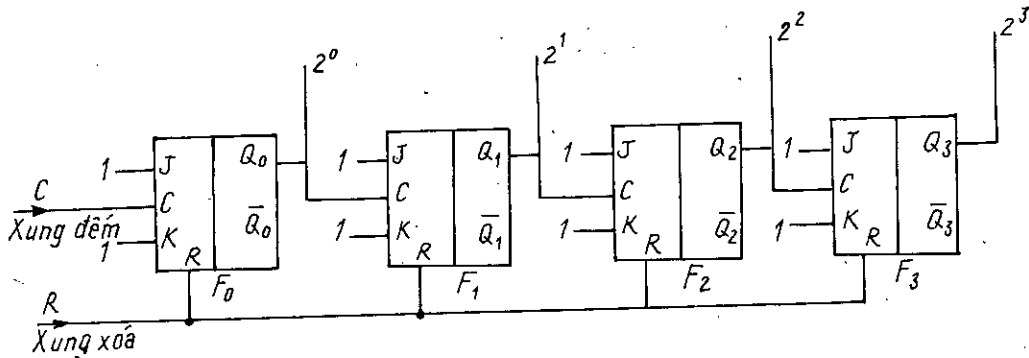 2⁰ 2¹ 2² 2³
1 J Q₀ 1 J Q₁ 1 J Q₂ 1 J Q₃
C C C C C
Xung đếm
1 K Q̅₀ 1 K Q̅₁ 1 K Q̅₂ 1 K Q̅₃
R R R R
F₀ F₁ F₂ F₃
R
Xung xoá